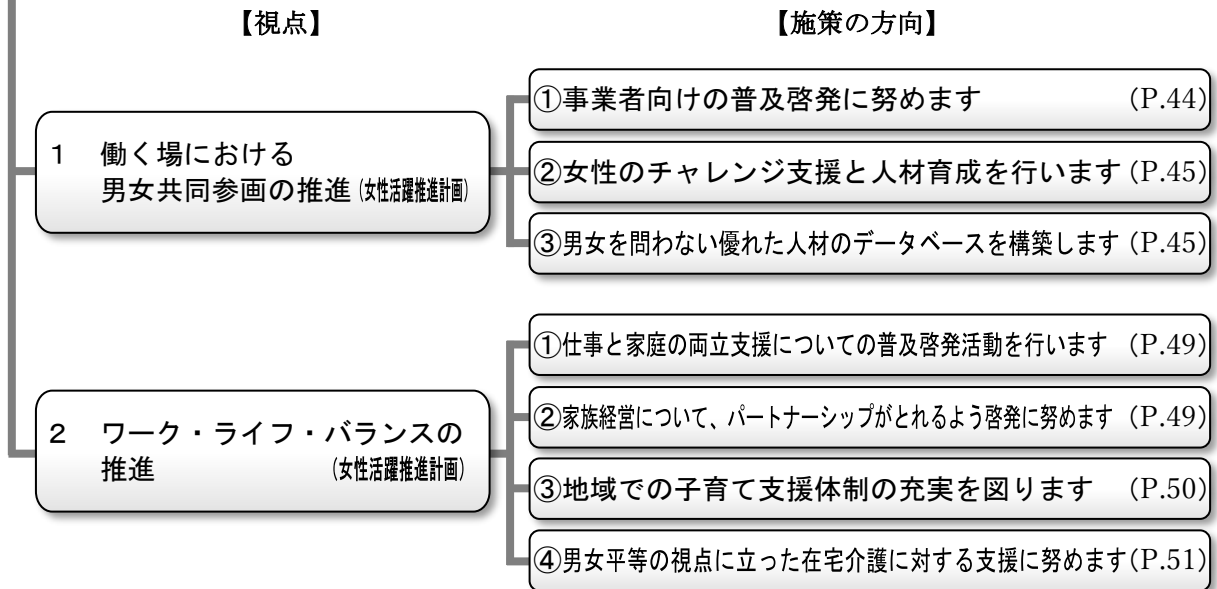 【視点】
【施策の方向】
1 働く場における
男女共同参画の推進(女性活躍推進計画)
①事業者向けの普及啓発に努めます (P.44)
②女性のチャレンジ支援と人材育成を行います(P.45)
③男女を問わない優れた人材のデータベースを構築します(P.45)
2 ワーク・ライフ・バランスの
推進 (女性活躍推進計画)
①仕事と家庭の両立支援についての普及啓発活動を行います (P.49)
②家族経営について、パートナーシップがとれるよう啓発に努めます(P.49)
③地域での子育て支援体制の充実を図ります (P.50)
④男女平等の視点に立った在宅介護に対する支援に努めます(P.51)